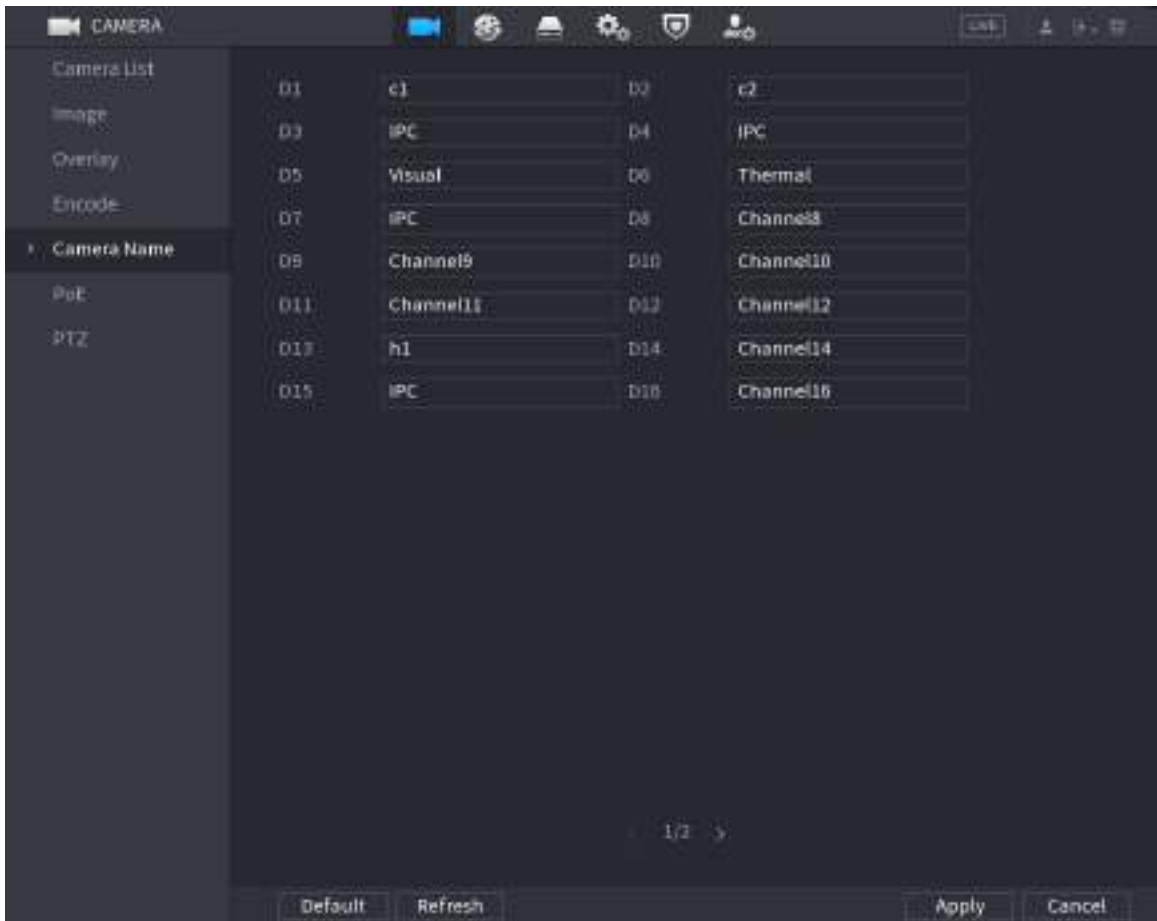 CAMERA LIVE
Camera List
Image
Overlay
Encode
Camera Name
PoE
PTZ
D1 c1 D2 c2
D3 IPC D4 IPC
D5 Visual D6 Thermal
D7 IPC D8 Channel8
D9 Channel9 D10 Channel10
D11 Channel11 D12 Channel12
D13 h1 D14 Channel14
D15 IPC D16 Channel16
1/2
Default Refresh Apply Cancel